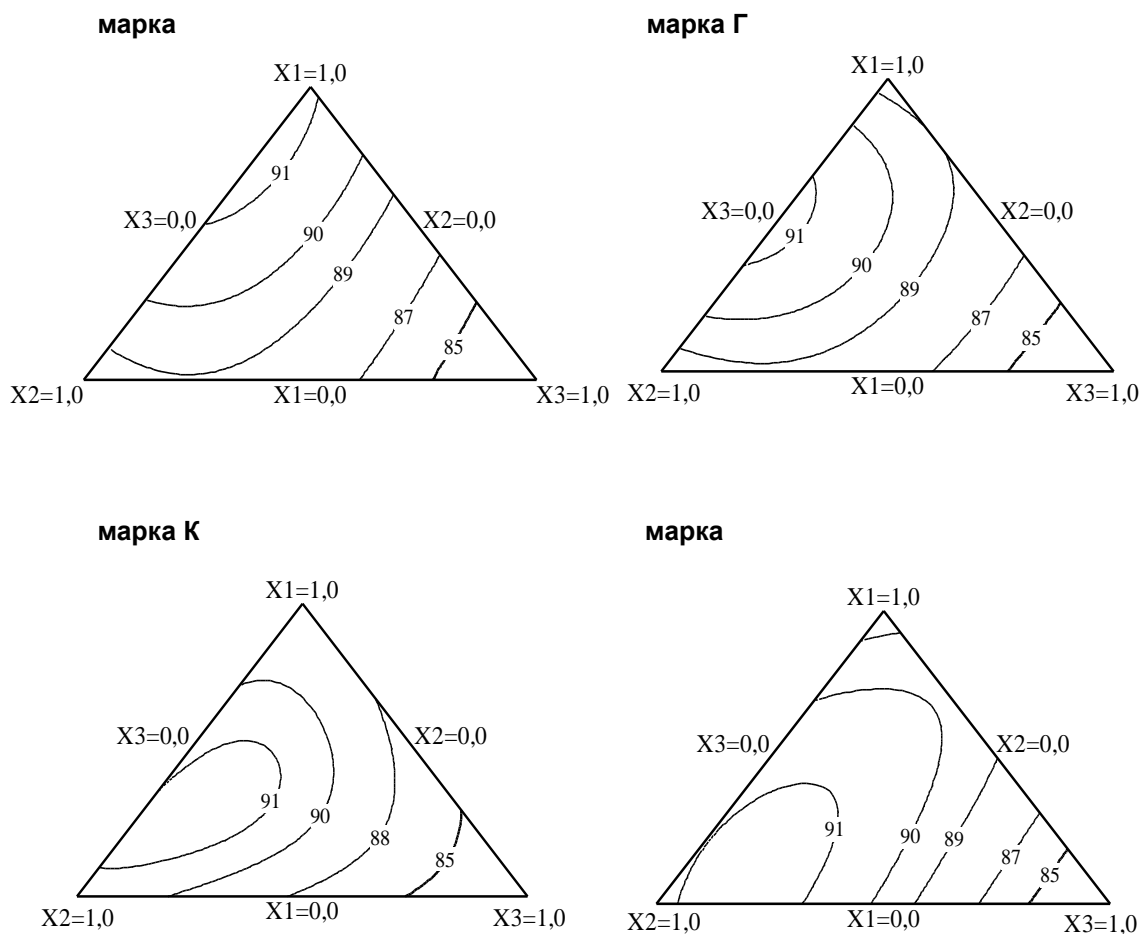 марка
X1=1,0
91
X3=0,0
X2=0,0
90
89
87
85
X2=1,0
X1=0,0
X3=1,0
марка Г
X1=1,0
X3=0,0
X2=0,0
91
90
89
87
85
X2=1,0
X1=0,0
X3=1,0
марка К
X1=1,0
X3=0,0
X2=0,0
91
90
88
85
X2=1,0
X1=0,0
X3=1,0
марка
X1=1,0
X3=0,0
X2=0,0
91
90
89
87
85
X2=1,0
X1=0,0
X3=1,0